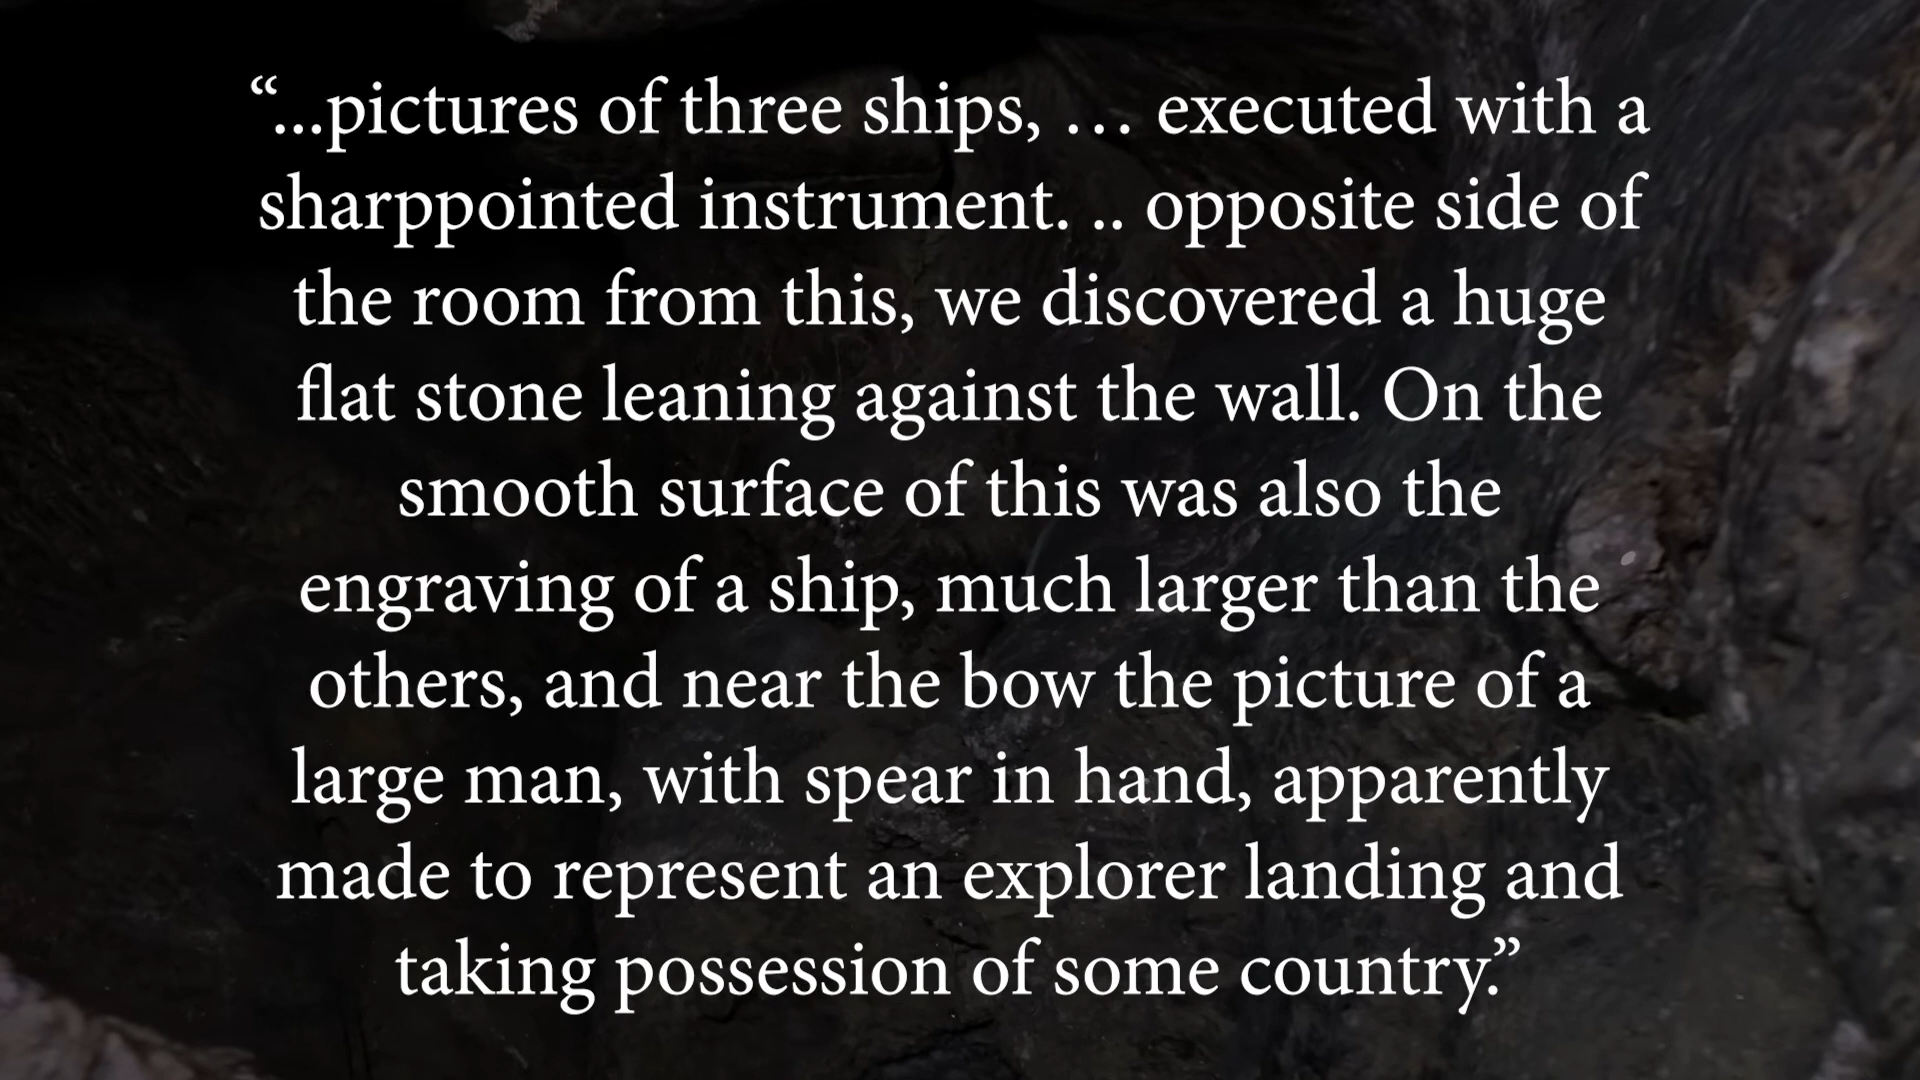 “...pictures of three ships, … executed with a
sharppointed instrument. .. opposite side of
the room from this, we discovered a huge
flat stone leaning against the wall. On the
smooth surface of this was also the
engraving of a ship, much larger than the
others, and near the bow the picture of a
large man, with spear in hand, apparently
made to represent an explorer landing and
taking possession of some country.”